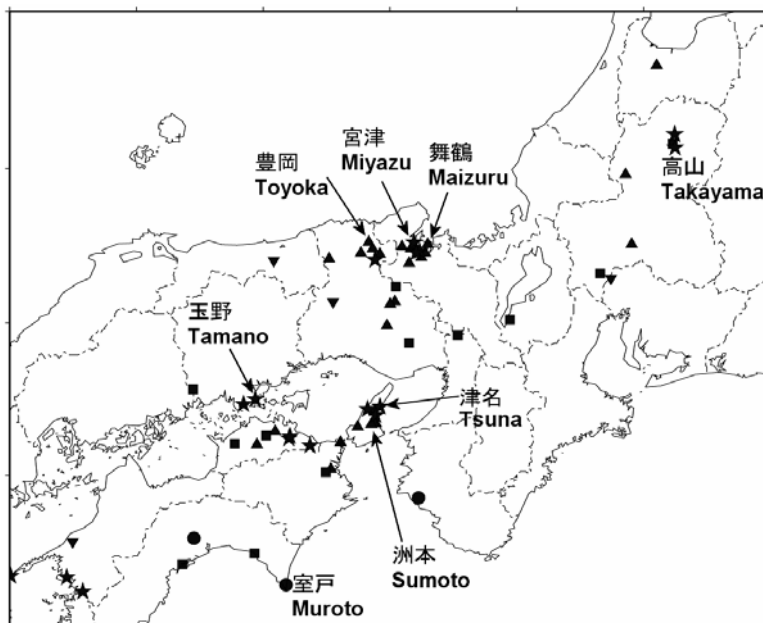 宮津
Miyazu
舞鶴
Maizuru
豊岡
Toyoka
高山
Takayama
玉野
Tamano
津名
Tsuna
洲本
Sumoto
室戸
Muroto